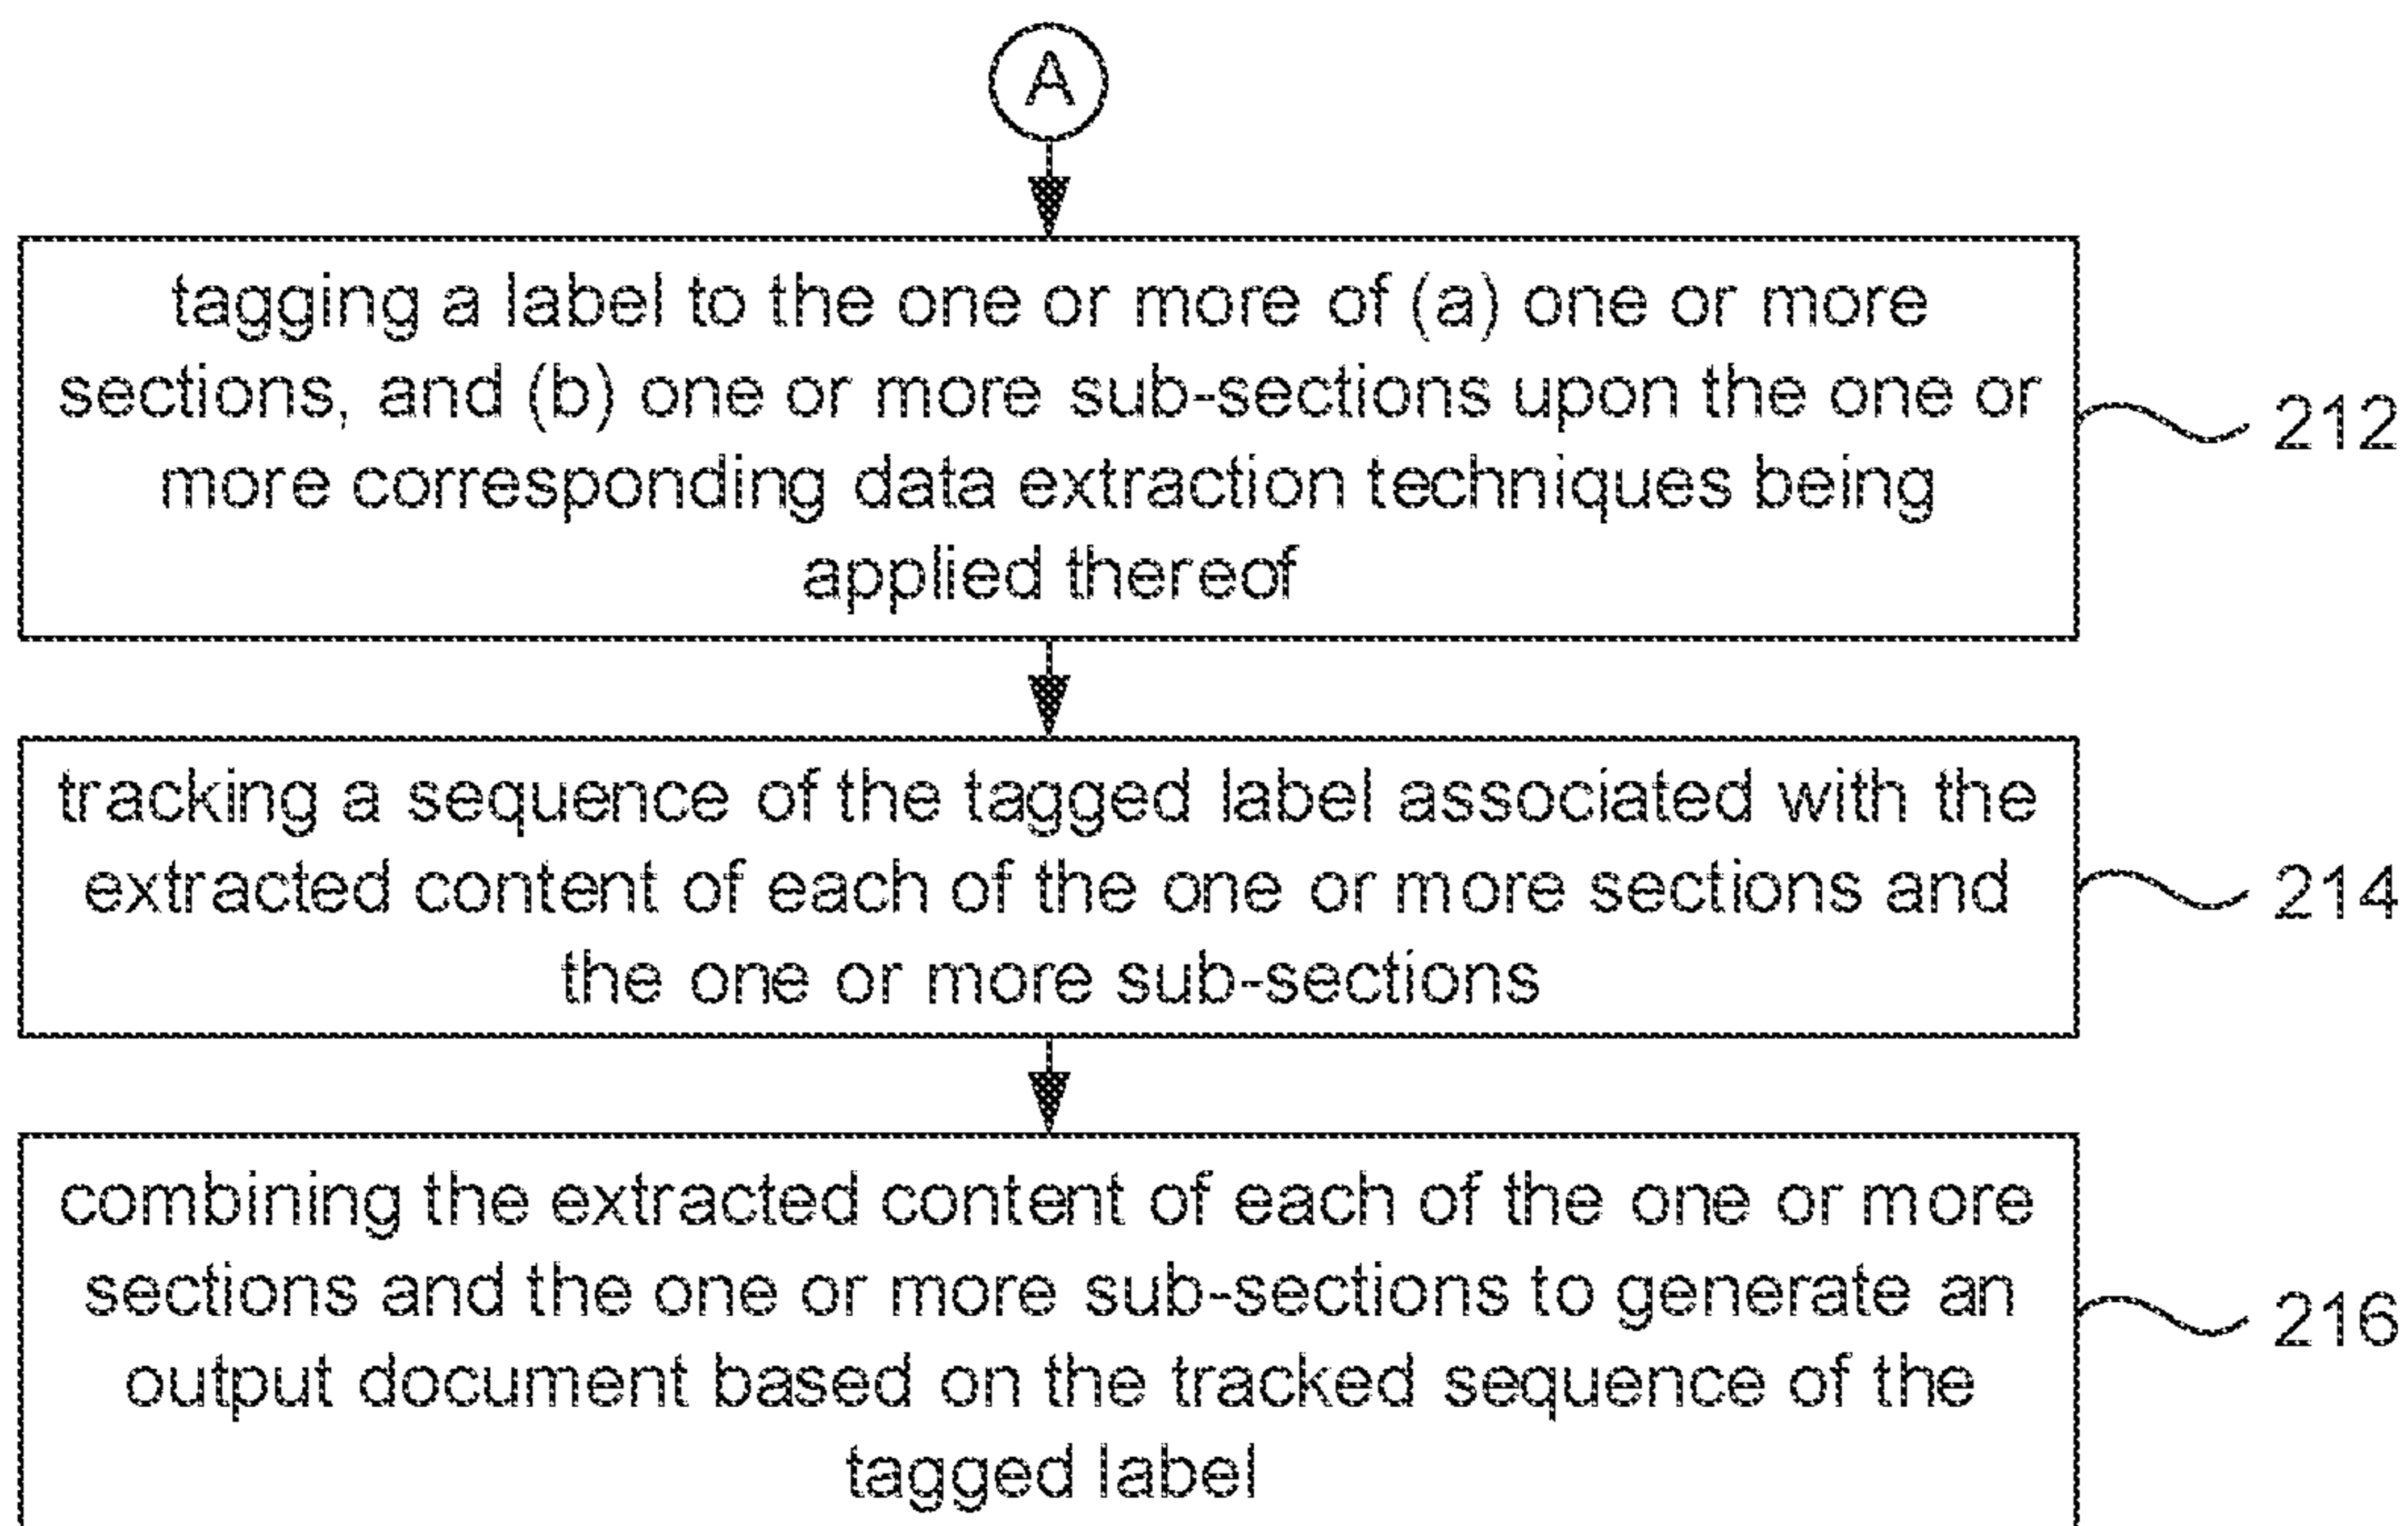 A
tagging a label to the one or more of (a) one or more
sections, and (b) one or more sub-sections upon the one or
more corresponding data extraction techniques being
applied thereof
212
tracking a sequence of the tagged label associated with the
extracted content of each of the one or more sections and
the one or more sub-sections
214
combining the extracted content of each of the one or more
sections and the one or more sub-sections to generate an
output document based on the tracked sequence of the
tagged label
216